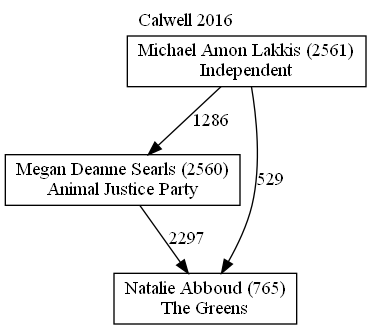 Calwell 2016
Michael Amon Lakkis (2561)
Independent
1286
Megan Deanne Searls (2560)
Animal Justice Party
529
2297
Natalie Abboud (765)
The Greens